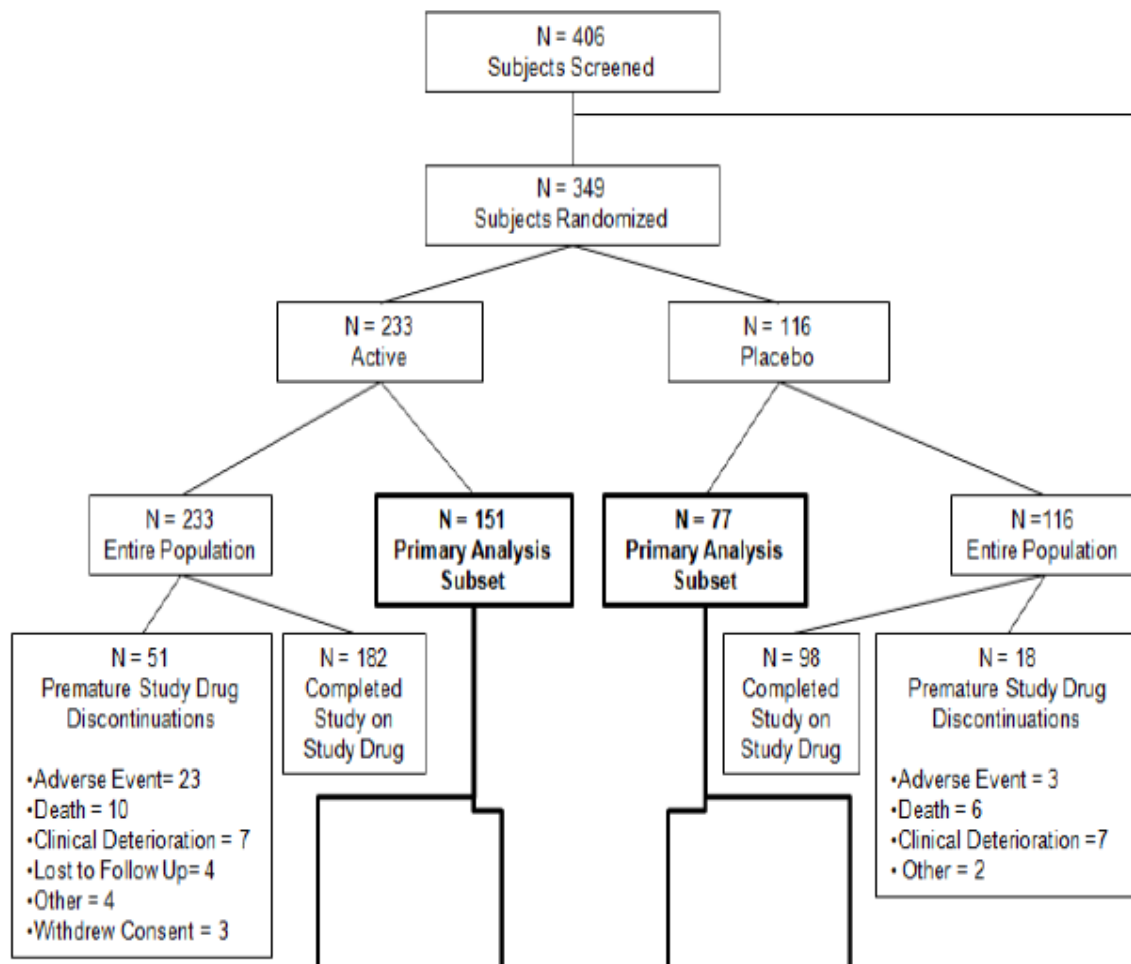 N = 406
Subjects Screened
N = 349
Subjects Randomized
N = 233
Active
N = 116
Placebo
N = 233
Entire Population
N = 151
Primary Analysis
Subset
N = 77
Primary Analysis
Subset
N =116
Entire Population
N = 51
Premature Study Drug
Discontinuations
•Adverse Event= 23
•Death = 10
•Clinical Deterioration = 7
•Lost to Follow Up= 4
•Other = 4
•Withdrew Consent = 3
N = 182
Completed
Study on
Study Drug
N = 98
Completed
Study on
Study Drug
N = 18
Premature Study Drug
Discontinuations
•Adverse Event = 3
•Death = 6
•Clinical Deterioration =7
• Other = 2